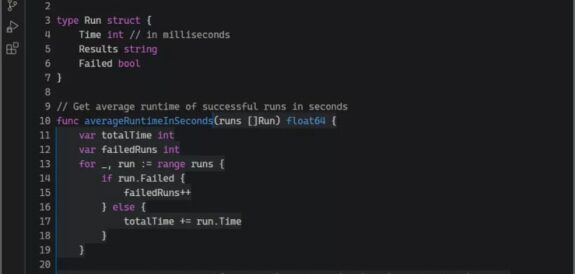 2
3 type Run struct {
4     Time int // in milliseconds
5     Results string
6     Failed bool
7 }
8
9 // Get average runtime of successful runs in seconds
10 func averageRuntimeInSeconds(runs []Run) float64 {
11     var totalTime int
12     var failedRuns int
13     for _, run := range runs {
14         if run.Failed {
15             failedRuns++
16         } else {
17             totalTime += run.Time
18         }
19     }
20